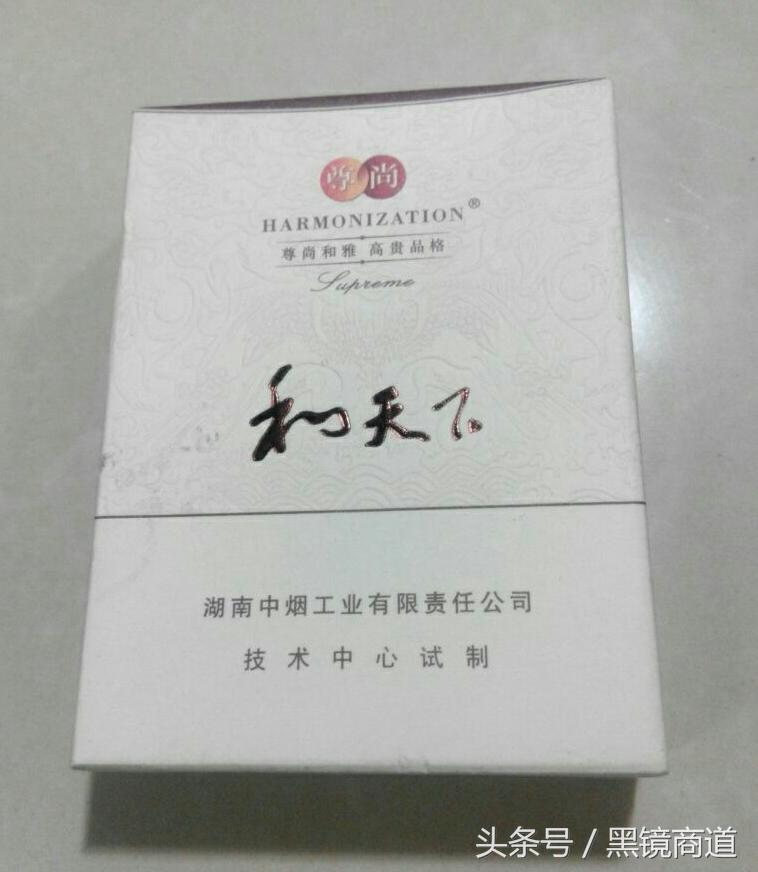 尊尚
HARMONIZATION®
尊尚和雅 高贵品格
Supreme
和天下
湖南中烟工业有限责任公司
技术中心试制
头条号 / 黑镜商道